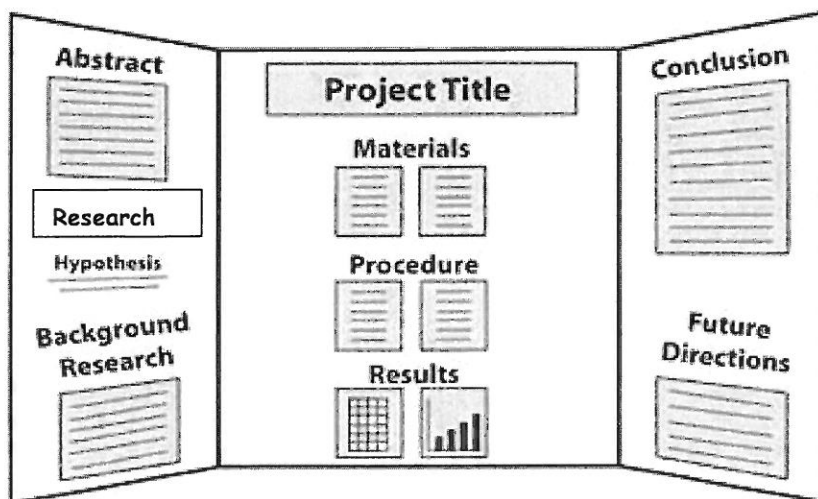 Abstract
Research
Hypothesis
Background
Research
Project Title
Materials
Procedure
Results
Conclusion
Future
Directions